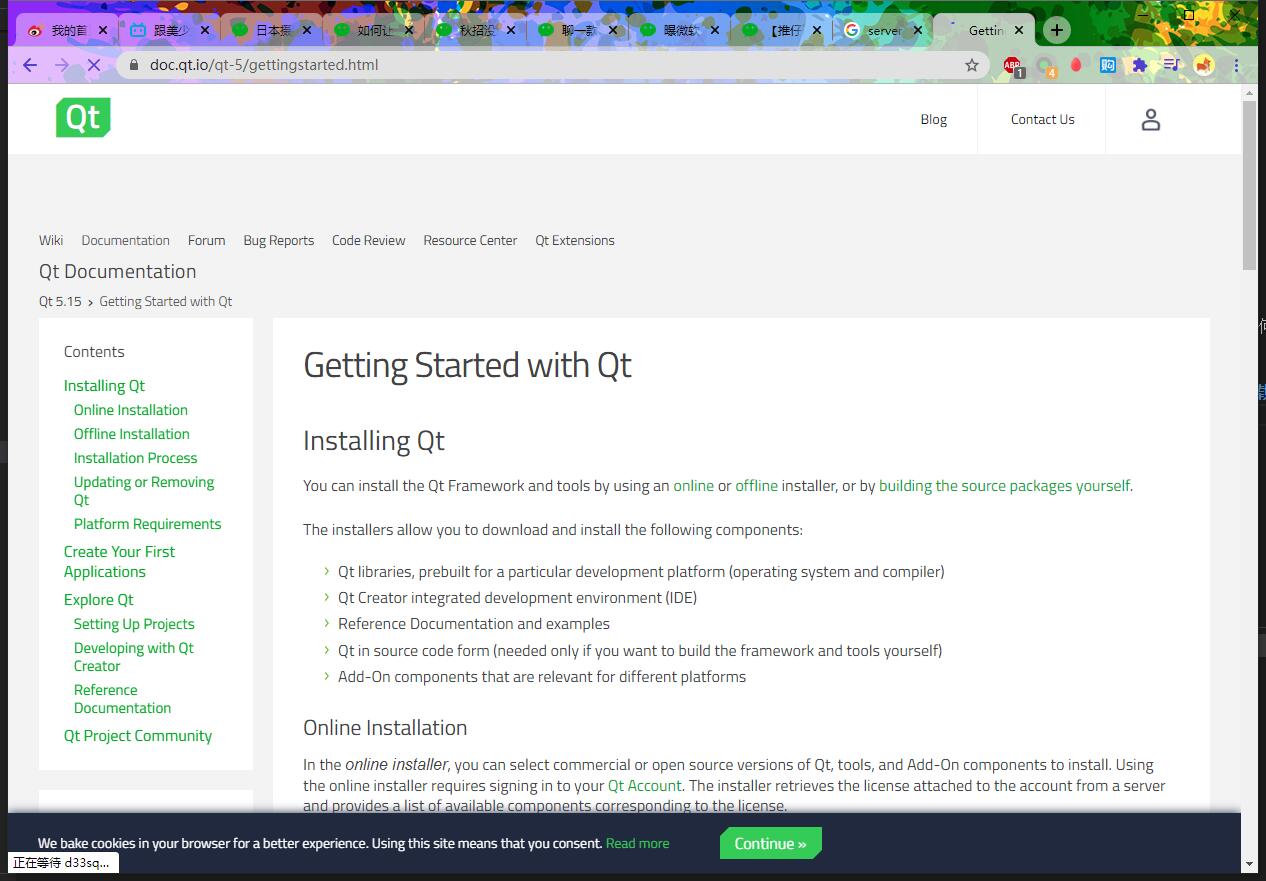 我的首
跟美少
日本振
如何让
秋招没
聊一款
曝微软
【推仔
server
Gettin
doc.qt.io/qt-5/gettingstarted.html
ABP
1
4
Qt
Blog
Contact Us
Wiki
Documentation
Forum
Bug Reports
Code Review
Resource Center
Qt Extensions
Qt Documentation
Qt 5.15 › Getting Started with Qt
Contents
Installing Qt
Online Installation
Offline Installation
Installation Process
Updating or Removing
Qt
Platform Requirements
Create Your First
Applications
Explore Qt
Setting Up Projects
Developing with Qt
Creator
Reference
Documentation
Qt Project Community
Getting Started with Qt
Installing Qt
You can install the Qt Framework and tools by using an online or offline installer, or by building the source packages yourself.
The installers allow you to download and install the following components:
› Qt libraries, prebuilt for a particular development platform (operating system and compiler)
› Qt Creator integrated development environment (IDE)
› Reference Documentation and examples
› Qt in source code form (needed only if you want to build the framework and tools yourself)
› Add-On components that are relevant for different platforms
Online Installation
In the online installer, you can select commercial or open source versions of Qt, tools, and Add-On components to install. Using
the online installer requires signing in to your Qt Account. The installer retrieves the license attached to the account from a server
and provides a list of available components corresponding to the license.
We bake cookies in your browser for a better experience. Using this site means that you consent. Read more
Continue »
正在等待 d33sq...